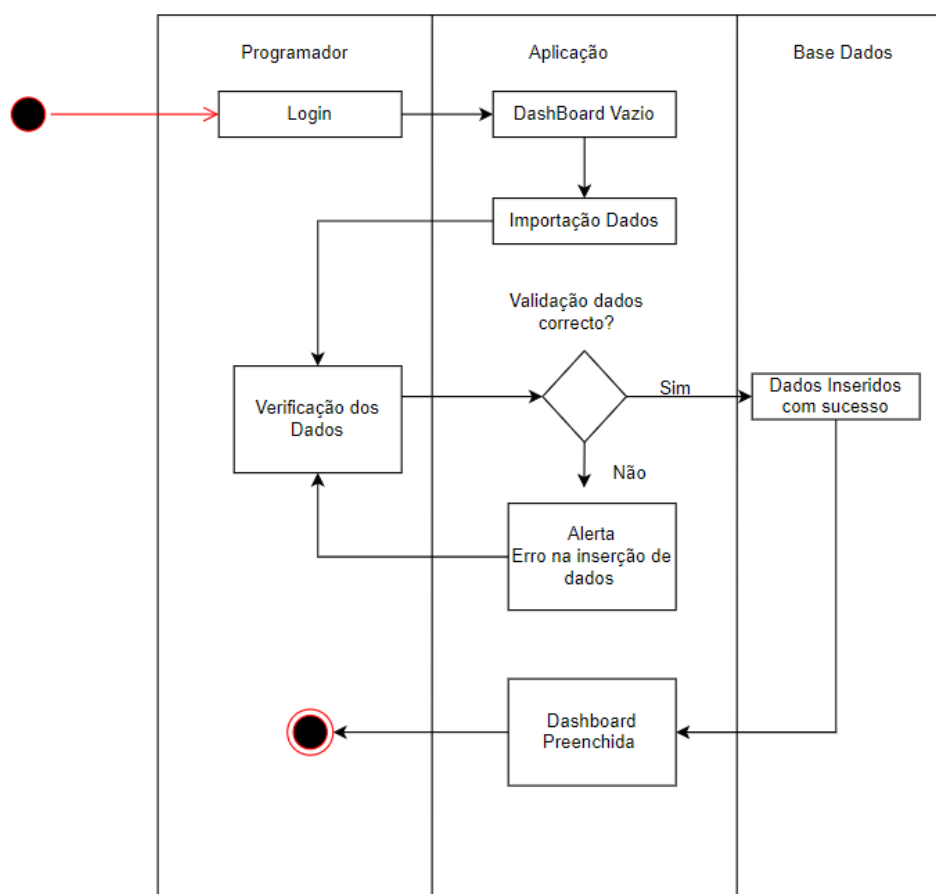 Programador
Aplicação
Base Dados
Login
DashBoard Vazio
Importação Dados
Validação dados
correcto?
Verificação dos
Dados
Sim
Dados Inseridos
com sucesso
Não
Alerta
Erro na inserção de
dados
Dashboard
Preenchida